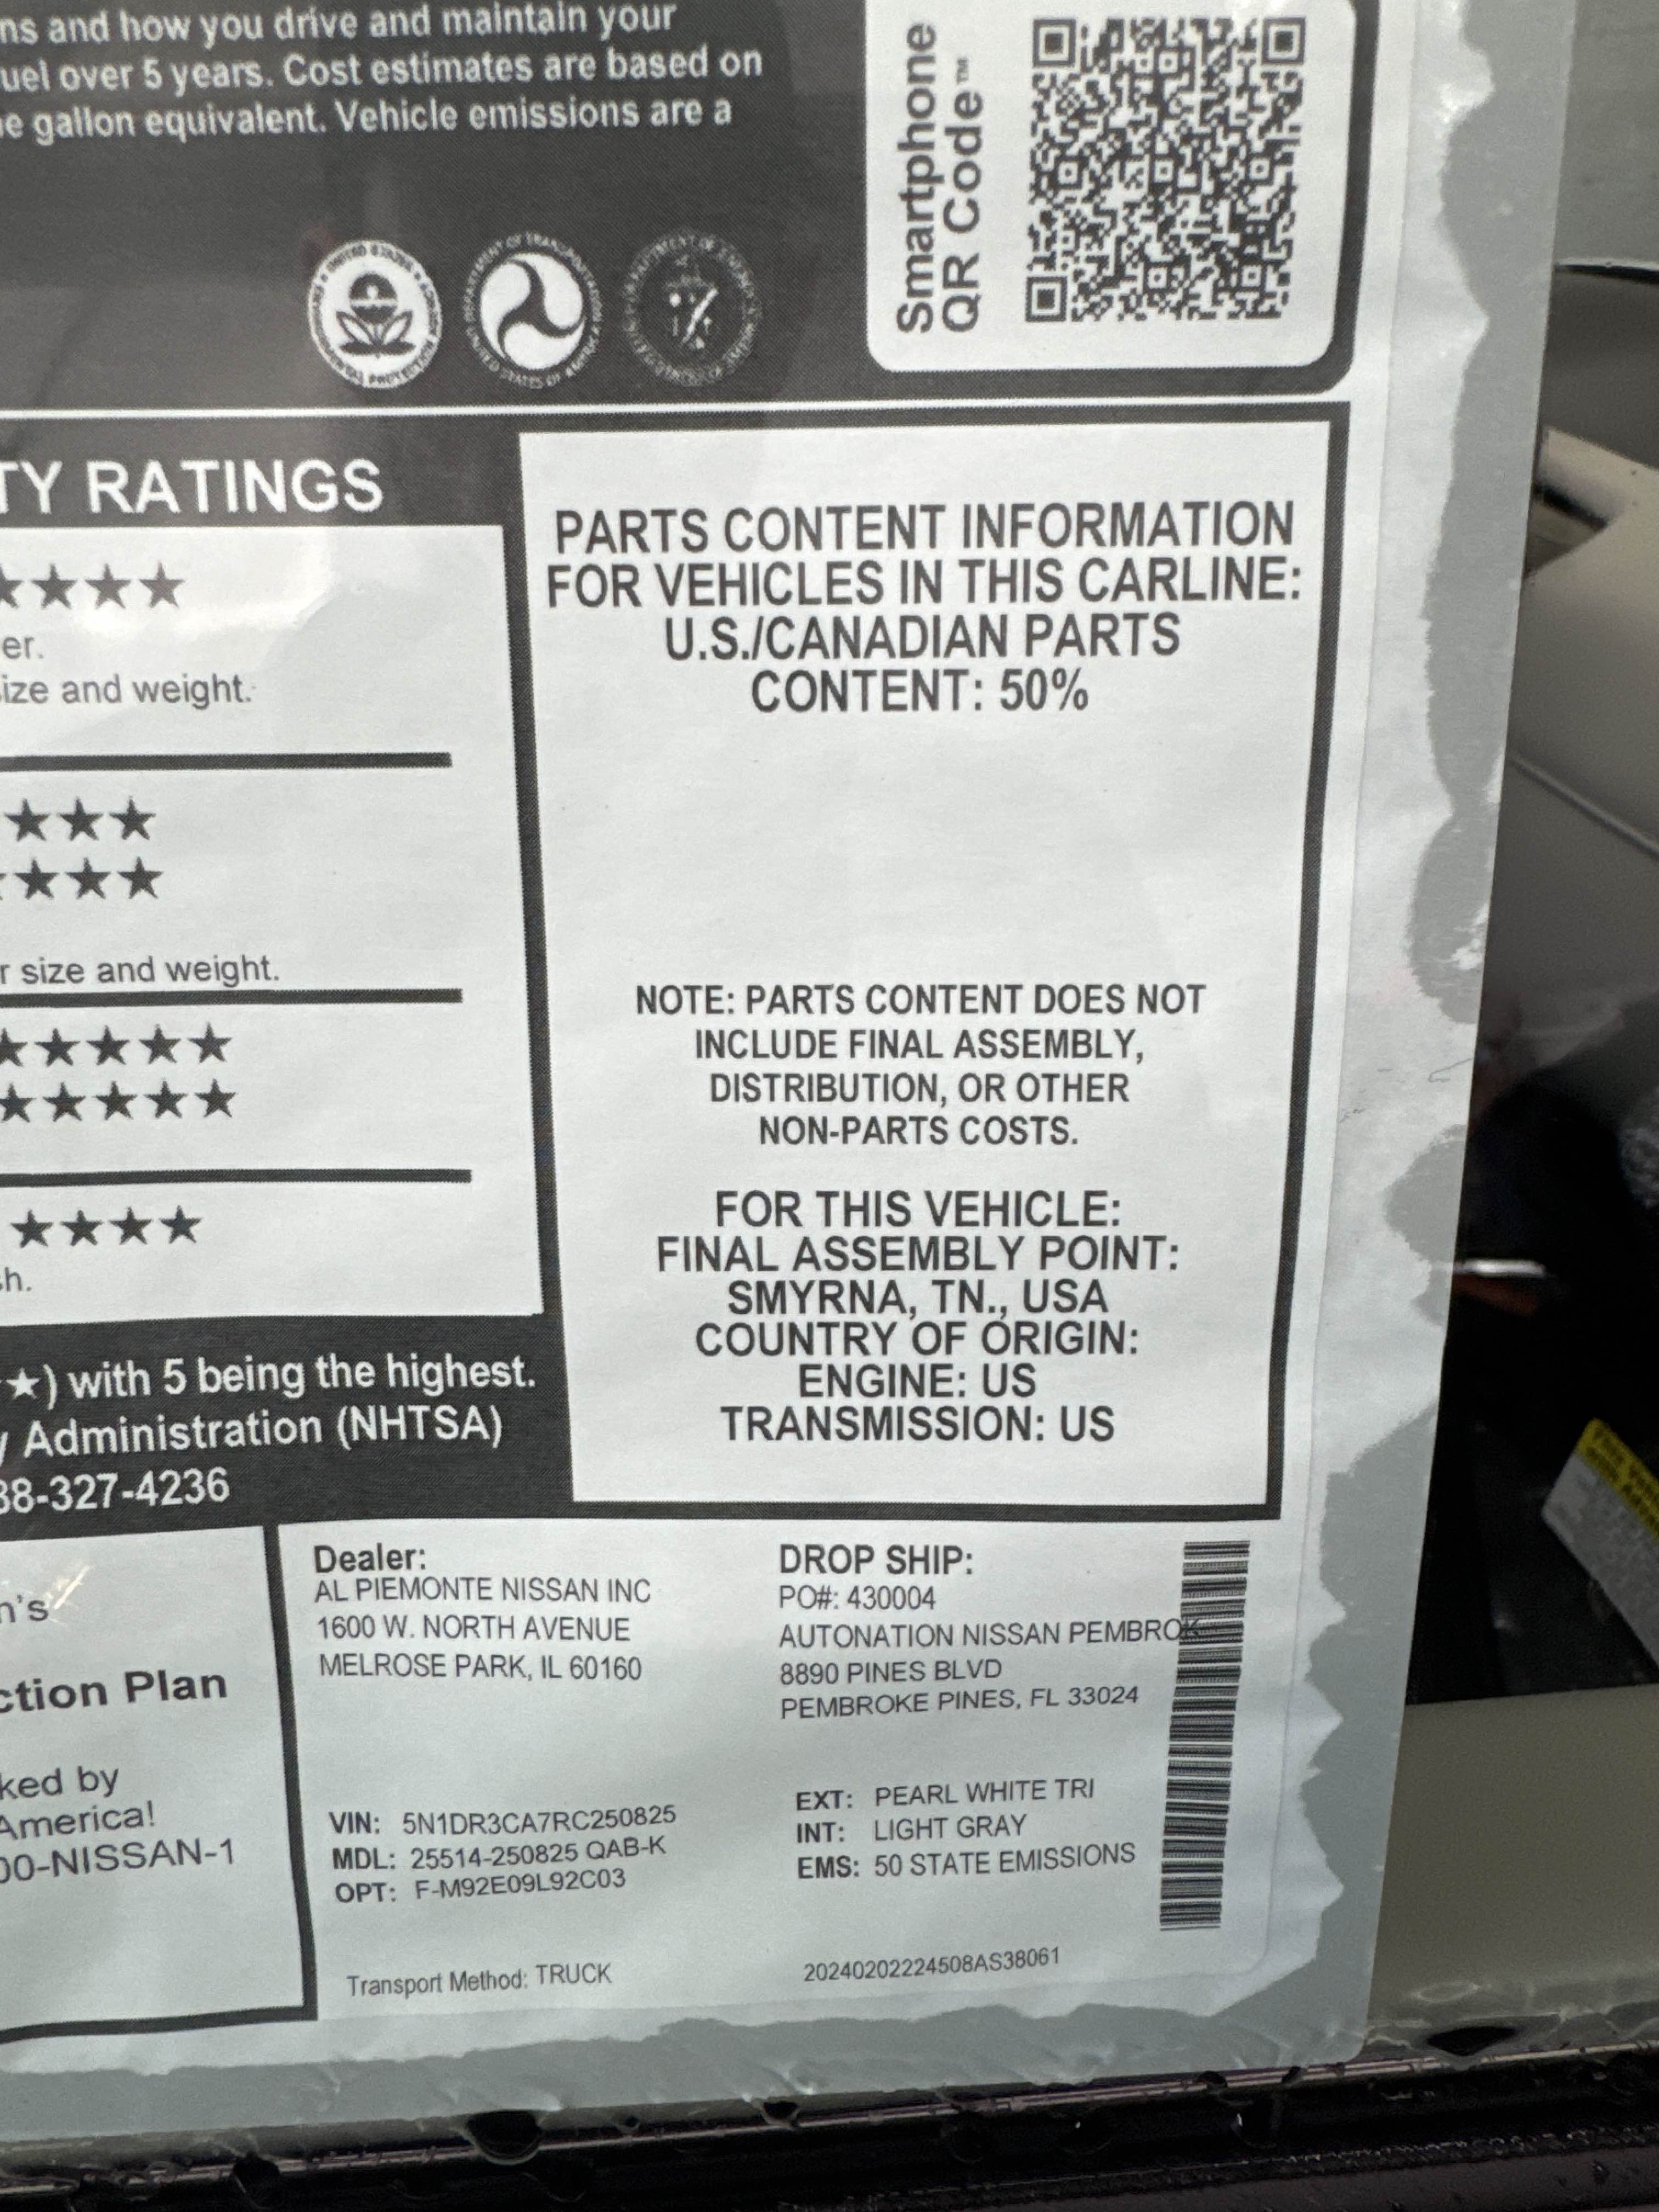 ns and how you drive and maintain your
uel over 5 years. Cost estimates are based on
e gallon equivalent. Vehicle emissions are a
Smartphone
QR Code™
TY RATINGS
★★★★
er.
ize and weight.
★★★
★★★
r size and weight.
★★★★★
★★★★★
★★★★
h.
★) with 5 being the highest.
y Administration (NHTSA)
38-327-4236
PARTS CONTENT INFORMATION
FOR VEHICLES IN THIS CARLINE:
U.S./CANADIAN PARTS
CONTENT: 50%
NOTE: PARTS CONTENT DOES NOT
INCLUDE FINAL ASSEMBLY,
DISTRIBUTION, OR OTHER
NON-PARTS COSTS.
FOR THIS VEHICLE:
FINAL ASSEMBLY POINT:
SMYRNA, TN., USA
COUNTRY OF ORIGIN:
ENGINE: US
TRANSMISSION: US
n's
ction Plan
ked by
America!
00-NISSAN-1
Dealer:
AL PIEMONTE NISSAN INC
1600 W. NORTH AVENUE
MELROSE PARK, IL 60160
DROP SHIP:
PO#: 430004
AUTONATION NISSAN PEMBROK
8890 PINES BLVD
PEMBROKE PINES, FL 33024
VIN: 5N1DR3CA7RC250825
MDL: 25514-250825 QAB-K
OPT: F-M92E09L92C03
EXT: PEARL WHITE TRI
INT: LIGHT GRAY
EMS: 50 STATE EMISSIONS
Transport Method: TRUCK
20240202224508AS38061